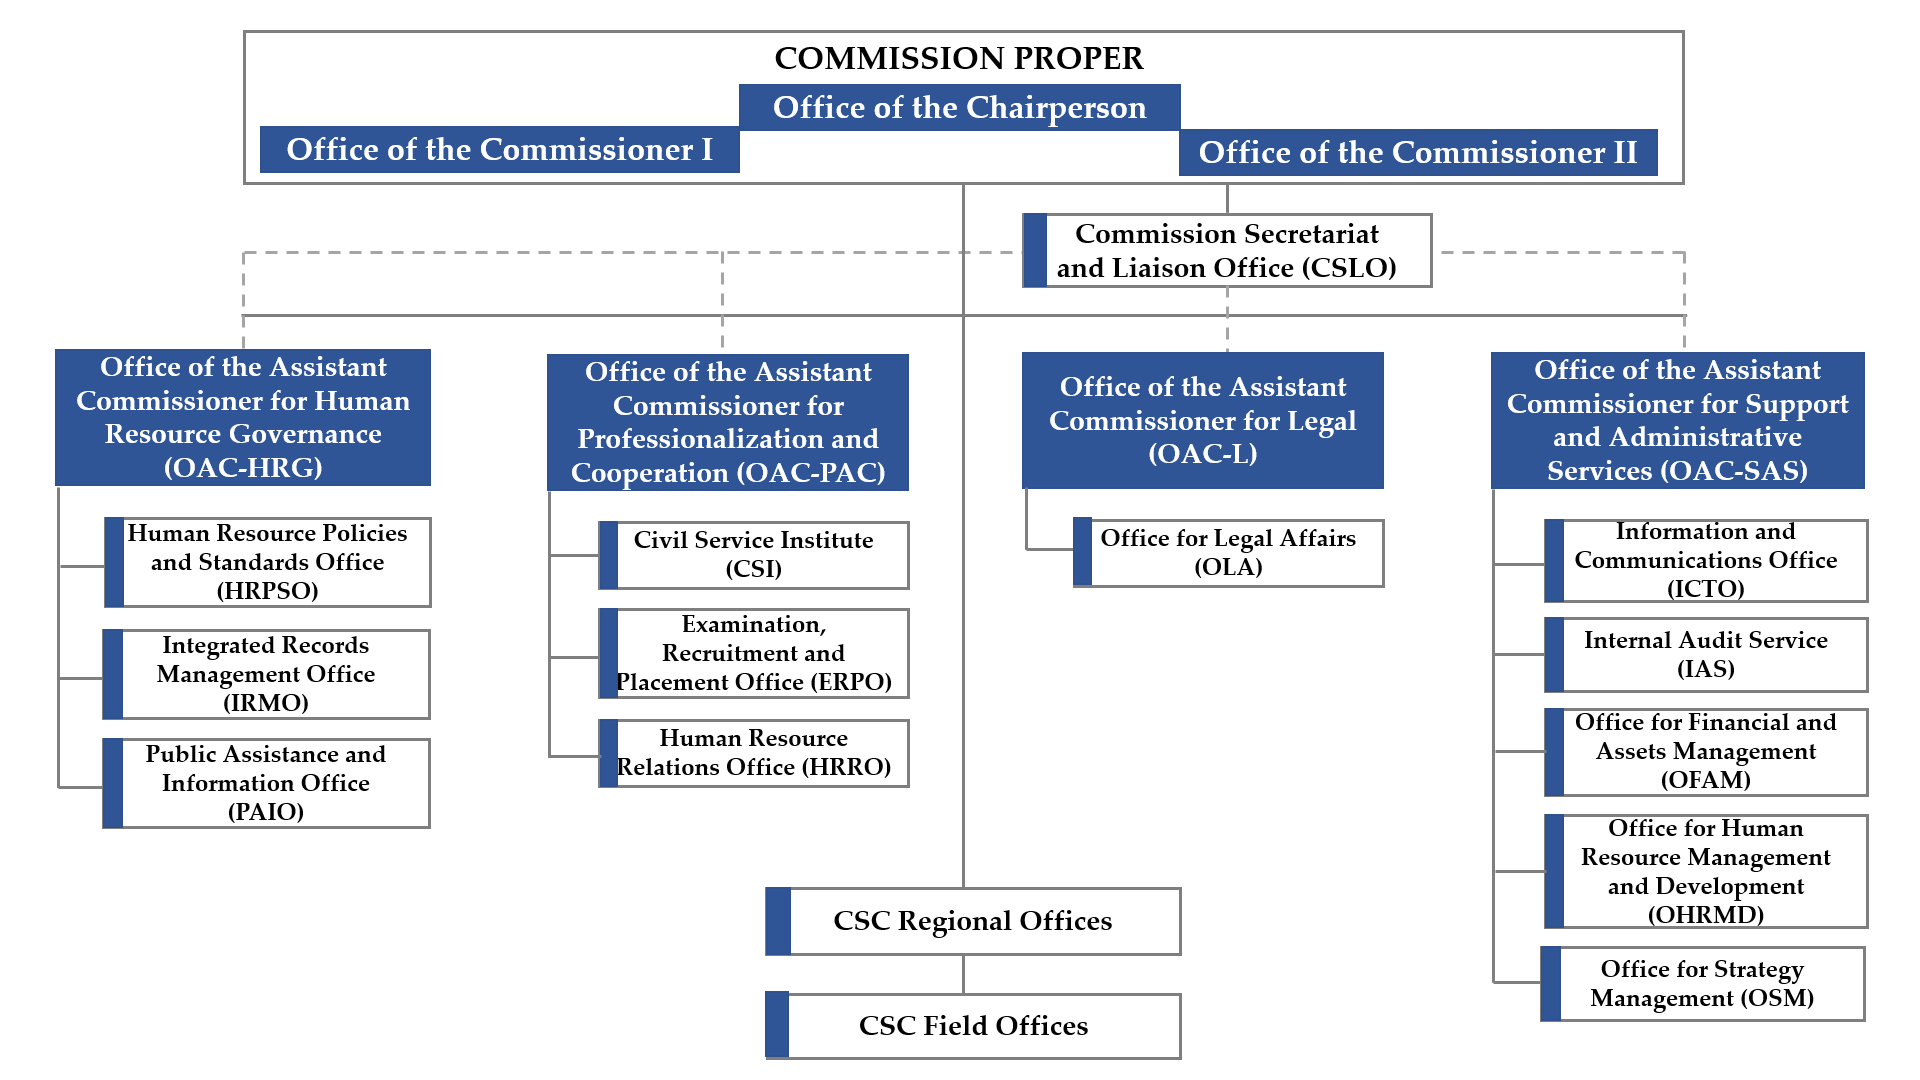 COMMISSION PROPER
Office of the Chairperson
Office of the Commissioner I
Office of the Commissioner II
Commission Secretariat
and Liaison Office (CSLO)
Office of the Assistant
Commissioner for Human
Resource Governance
(OAC-HRG)
Human Resource Policies
and Standards Office
(HRPSO)
Integrated Records
Management Office
(IRMO)
Public Assistance and
Information Office
(PAIO)
Office of the Assistant
Commissioner for
Professionalization and
Cooperation (OAC-PAC)
Civil Service Institute
(CSI)
Examination,
Recruitment and
Placement Office (ERPO)
Human Resource
Relations Office (HRRO)
Office of the Assistant
Commissioner for Legal
(OAC-L)
Office for Legal Affairs
(OLA)
Office of the Assistant
Commissioner for Support
and Administrative
Services (OAC-SAS)
Information and
Communications Office
(ICTO)
Internal Audit Service
(IAS)
Office for Financial and
Assets Management
(OFAM)
Office for Human
Resource Management
and Development
(OHRMD)
Office for Strategy
Management (OSM)
CSC Regional Offices
CSC Field Offices